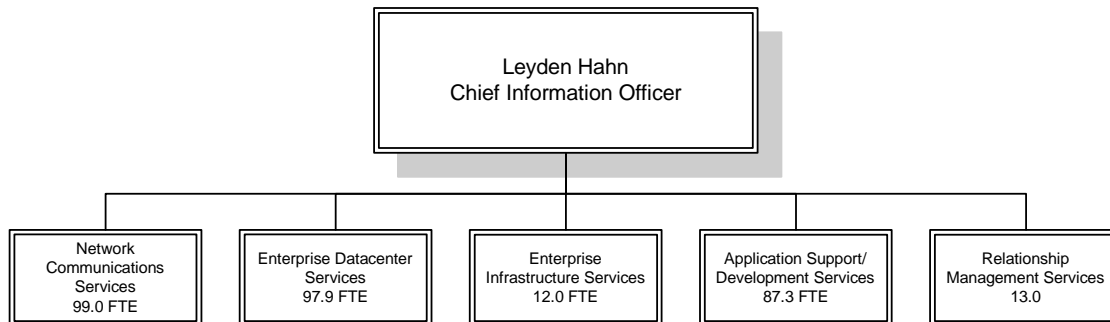 Leyden Hahn
Chief Information Officer
Network
Communications
Services
99.0 FTE
Enterprise Datacenter
Services
97.9 FTE
Enterprise
Infrastructure Services
12.0 FTE
Application Support/
Development Services
87.3 FTE
Relationship
Management Services
13.0